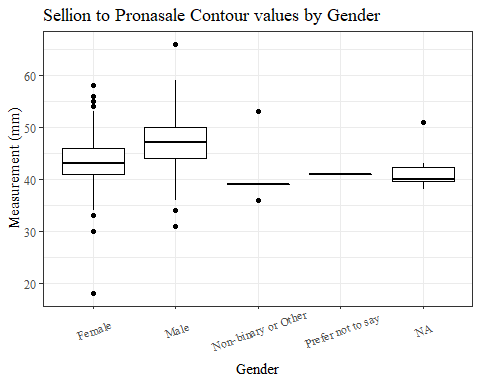 Sellion to Pronasale Contour values by Gender
Measurement (mm)
60
50
40
30
20
Female
Male
Non-binary or Other
Prefer not to say
NA
Gender